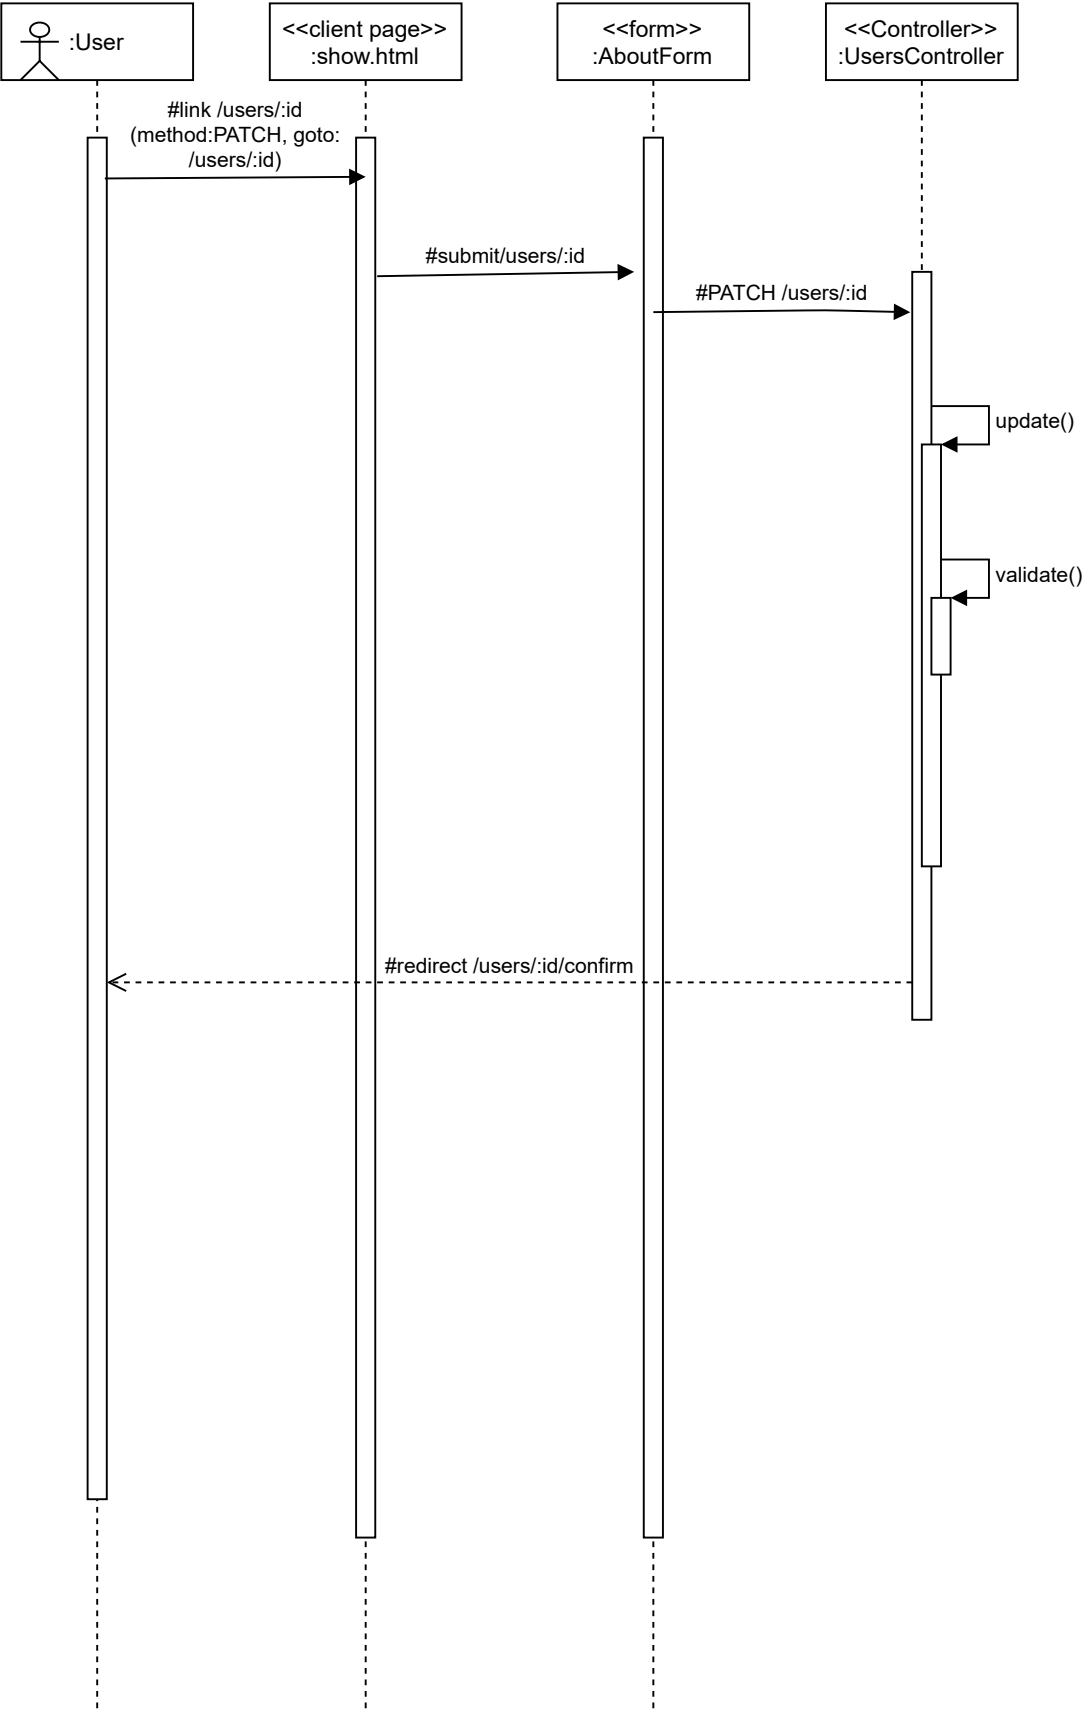 :User
<<client page>>
:show.html
<<form>>
:AboutForm
<<Controller>>
:UsersController
#link /users/:id
(method:PATCH, goto:
/users/:id)
#submit/users/:id
#PATCH /users/:id
update()
validate()
#redirect /users/:id/confirm